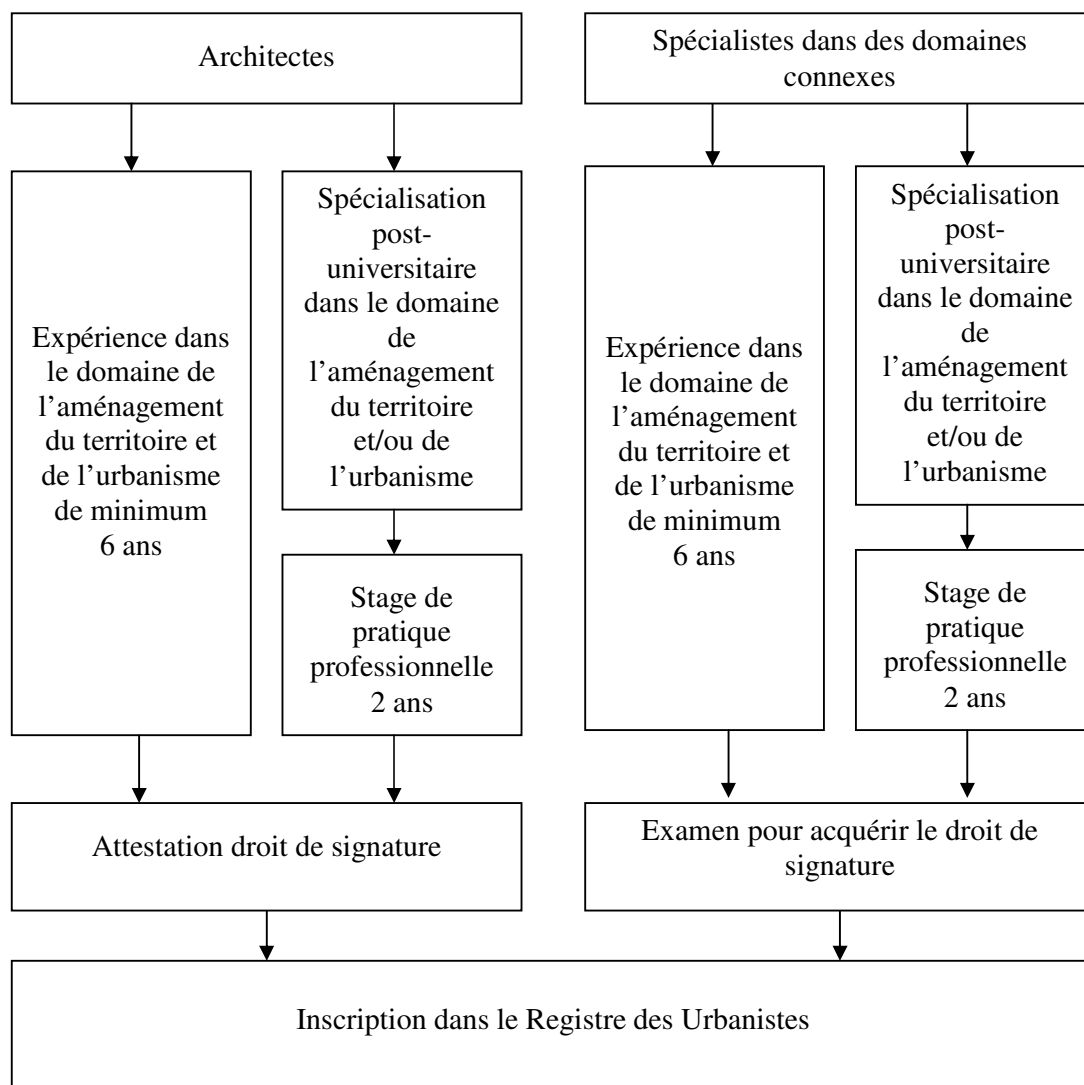 Architectes
Spécialistes dans des domaines
connexes
Expérience dans
le domaine de
l’aménagement
du territoire et
de l’urbanisme
de minimum
6 ans
Spécialisation
post-
universitaire
dans le domaine
de
l’aménagement
du territoire
et/ou de
l’urbanisme
Stage de
pratique
professionnelle
2 ans
Expérience dans
le domaine de
l’aménagement
du territoire et
de l’urbanisme
de minimum
6 ans
Spécialisation
post-
universitaire
dans le domaine
de
l’aménagement
du territoire
et/ou de
l’urbanisme
Stage de
pratique
professionnelle
2 ans
Attestation droit de signature
Examen pour acquérir le droit de
signature
Inscription dans le Registre des Urbanistes